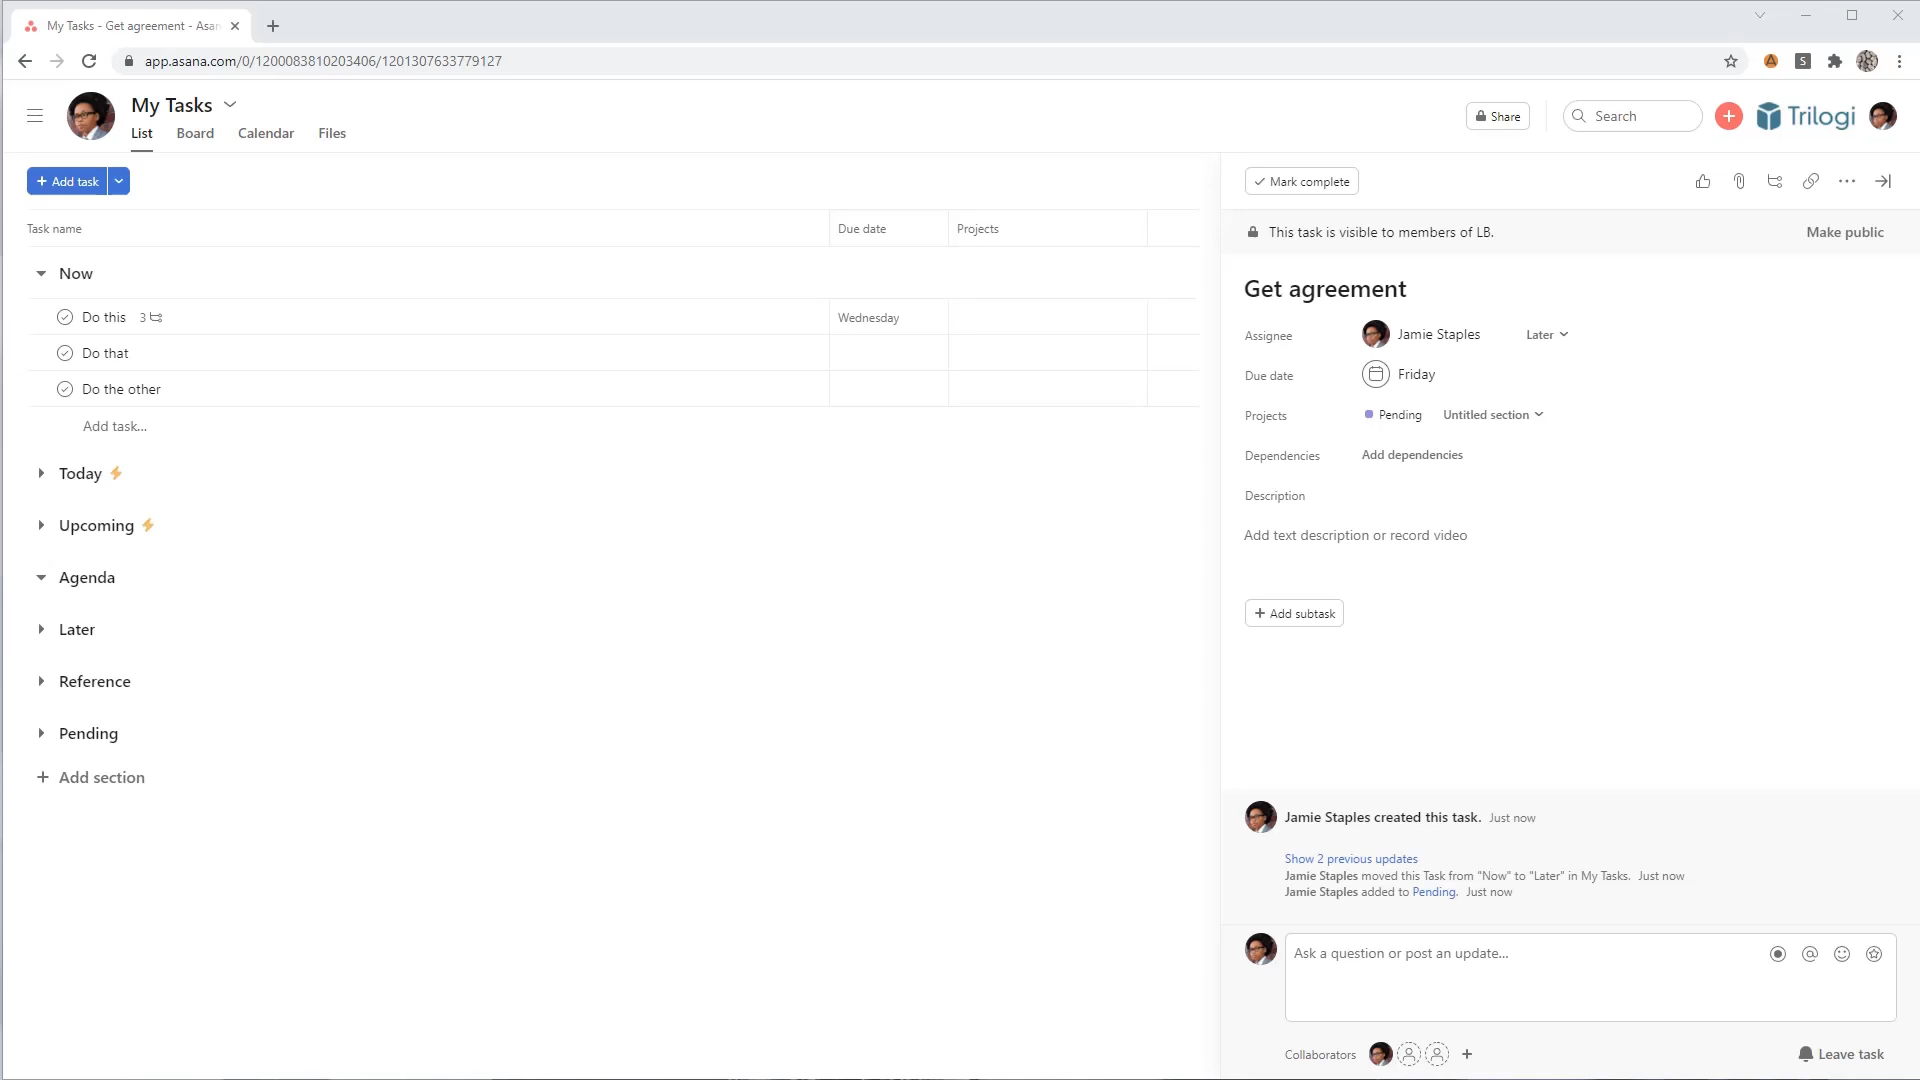 My Tasks - Get agreement - Asan
app.asana.com/0/1200083810203406/1201307633779127
S
My Tasks
List Board Calendar Files
Share
Search
Trilogi
Add task
Mark complete
Task name Due date Projects
This task is visible to members of LB. Make public
Now
Get agreement
Do this 3 Wednesday
Assignee Jamie Staples Later
Do that
Due date Friday
Do the other
Projects Pending Untitled section
Add task...
Dependencies Add dependencies
Today
Description
Upcoming
Add text description or record video
Agenda
Add subtask
Later
Reference
Pending
Add section
Jamie Staples created this task. Just now
Show 2 previous updates
Jamie Staples moved this Task from "Now" to "Later" in My Tasks. Just now
Jamie Staples added to Pending. Just now
Ask a question or post an update...
Collaborators
Leave task